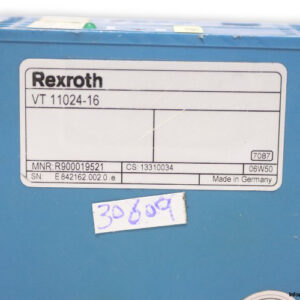 Rexroth
VT 11024-16
7087
MNR: R900019521 CS: 13310034 06W50
SN: E 842162.002.0.e Made in Germany
30609